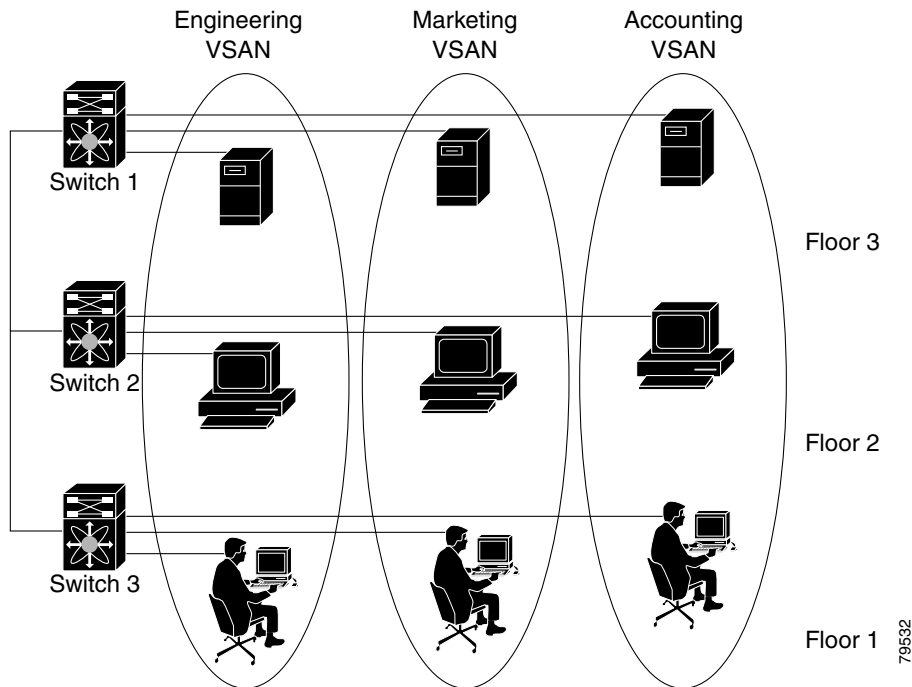 Engineering
VSAN
Marketing
VSAN
Accounting
VSAN
Switch 1
Floor 3
Switch 2
Floor 2
Switch 3
Floor 1
79532